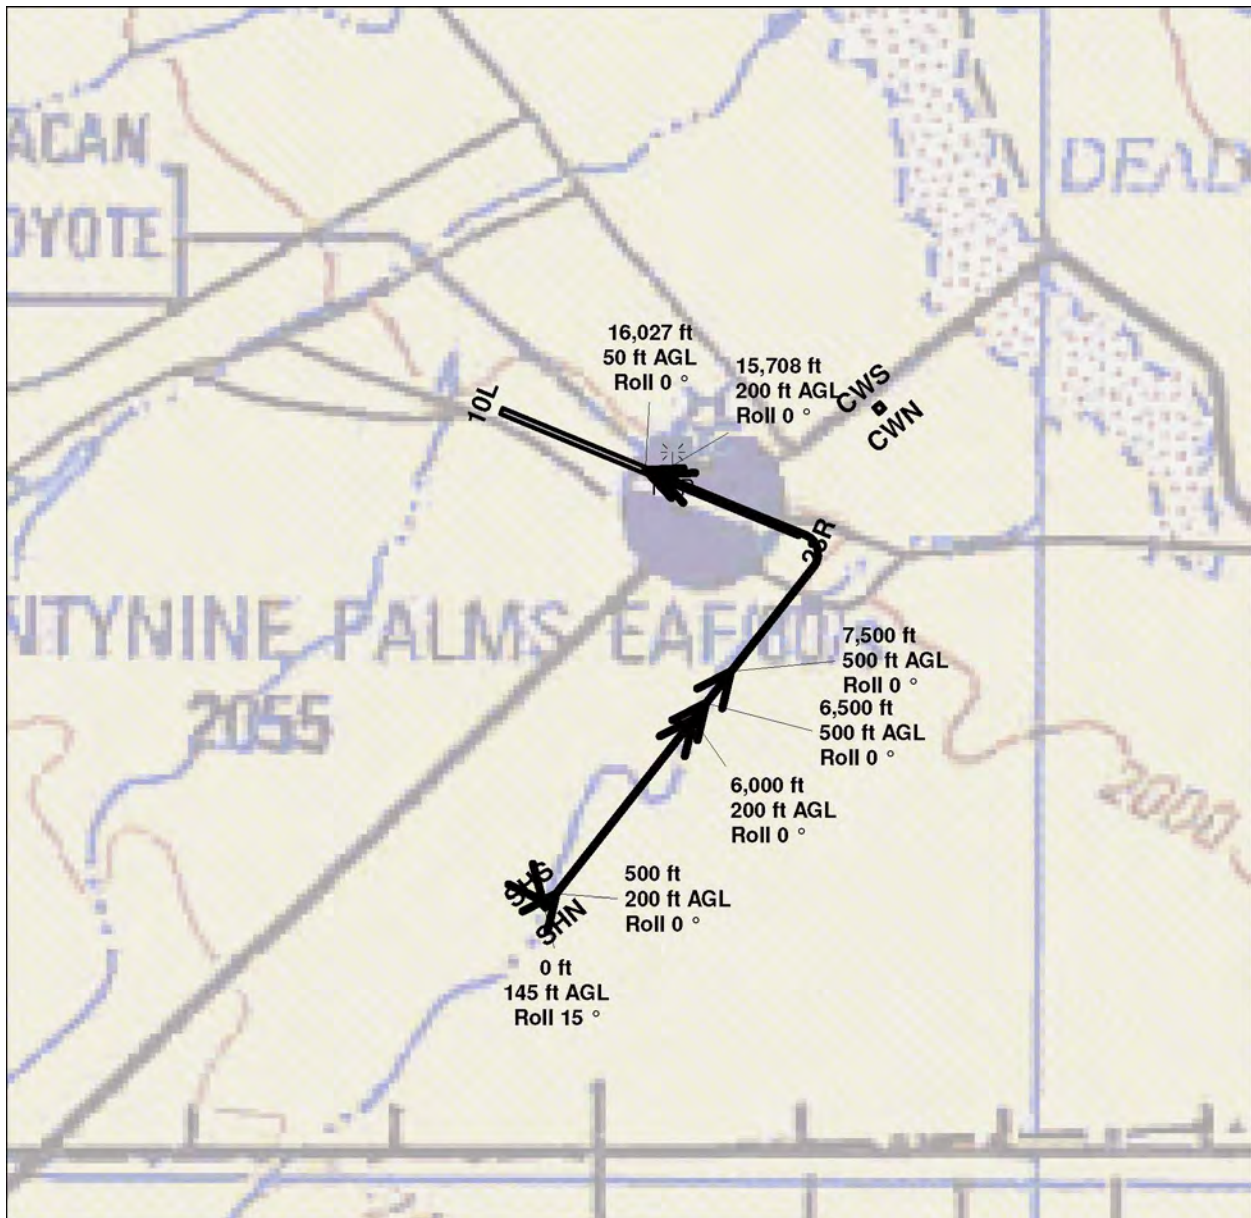 ACAN
DEAD
OYOTE
16,027 ft
50 ft AGL
Roll 0 °
15,708 ft
200 ft AGL
Roll 0 °
10L
CWS
CWN
NTYNINE PALMS EAF
7,500 ft
500 ft AGL
Roll 0 °
2055
6,500 ft
500 ft AGL
Roll 0 °
6,000 ft
200 ft AGL
Roll 0 °
2000
500 ft
200 ft AGL
Roll 0 °
SHS
SHN
0 ft
145 ft AGL
Roll 15 °